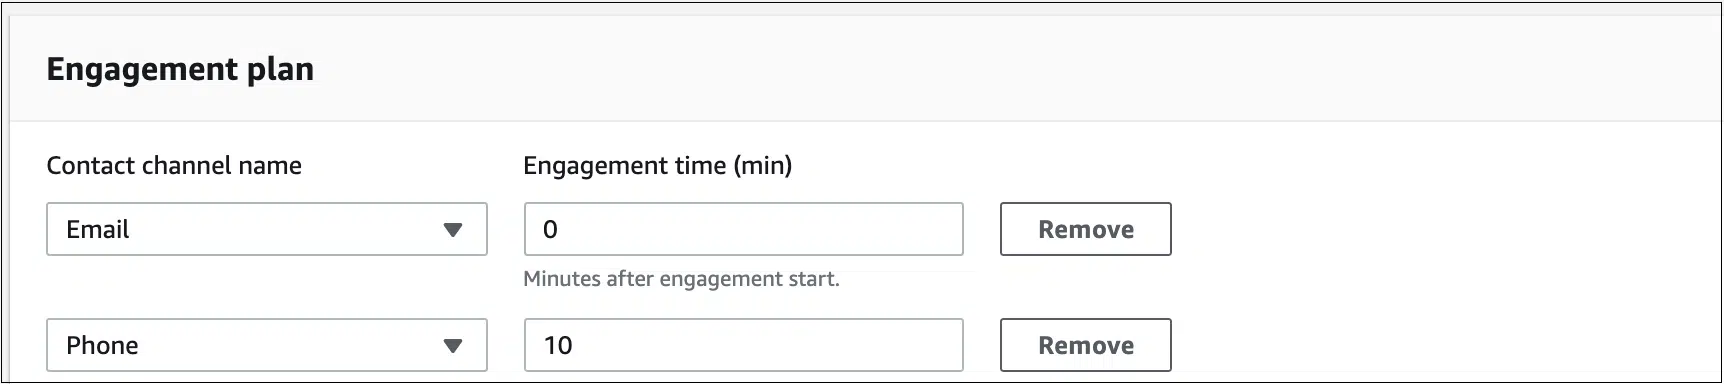 Engagement plan
Contact channel name Engagement time (min)
Email 0 Remove
Minutes after engagement start.
Phone 10 Remove